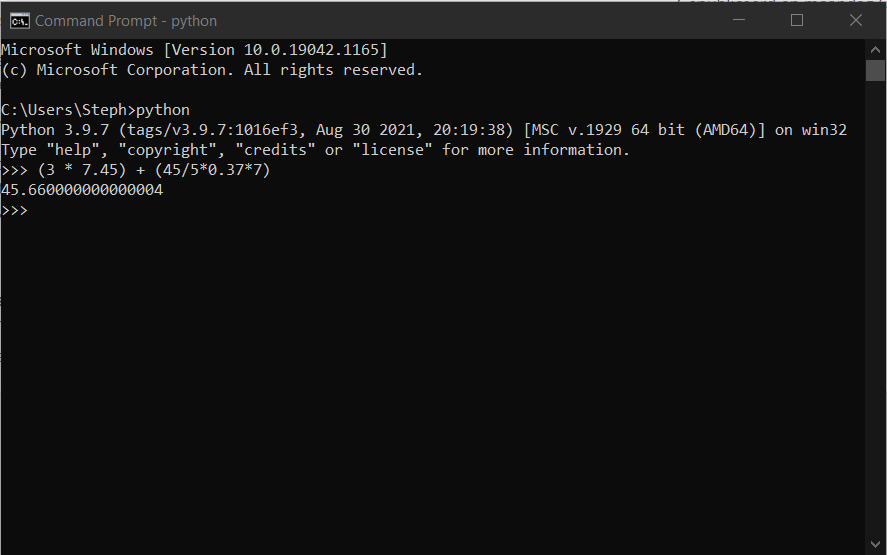 Command Prompt - python
Microsoft Windows [Version 10.0.19042.1165]
(c) Microsoft Corporation. All rights reserved.
C:\Users\Steph>python
Python 3.9.7 (tags/v3.9.7:1016ef3, Aug 30 2021, 20:19:38) [MSC v.1929 64 bit (AMD64)] on win32
Type "help", "copyright", "credits" or "license" for more information.
>>> (3 * 7.45) + (45/5*0.37*7)
45.660000000000004
>>>